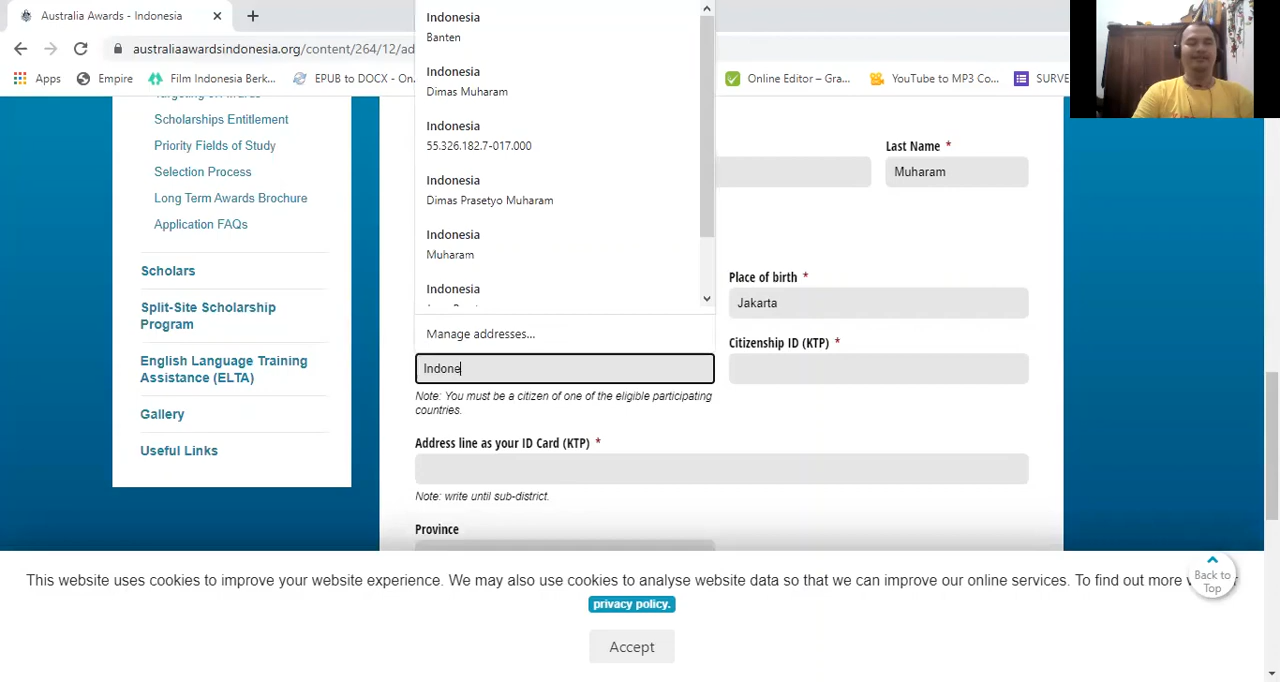 Australia Awards - Indonesia
australiaawardsindonesia.org/content/264/12/ad
Apps
Empire
Film Indonesia Berk...
EPUB to DOCX - On.
Online Editor – Gra...
YouTube to MP3 Co...
SURVE
Indonesia
Banten
Indonesia
Dimas Muharam
Indonesia
55.326.182.7-017.000
Indonesia
Dimas Prasetyo Muharam
Indonesia
Muharam
Indonesia
Manage addresses...
Scholarships Entitlement
Priority Fields of Study
Selection Process
Long Term Awards Brochure
Application FAQs
Scholars
Split-Site Scholarship
Program
English Language Training
Assistance (ELTA)
Gallery
Useful Links
Last Name *
Muharam
Place of birth *
Jakarta
Citizenship ID (KTP) *
Indone
Note: You must be a citizen of one of the eligible participating
countries.
Address line as your ID Card (KTP) *
Note: write until sub-district.
Province
This website uses cookies to improve your website experience. We may also use cookies to analyse website data so that we can improve our online services. To find out more
privacy policy.
Accept
Back to
Top